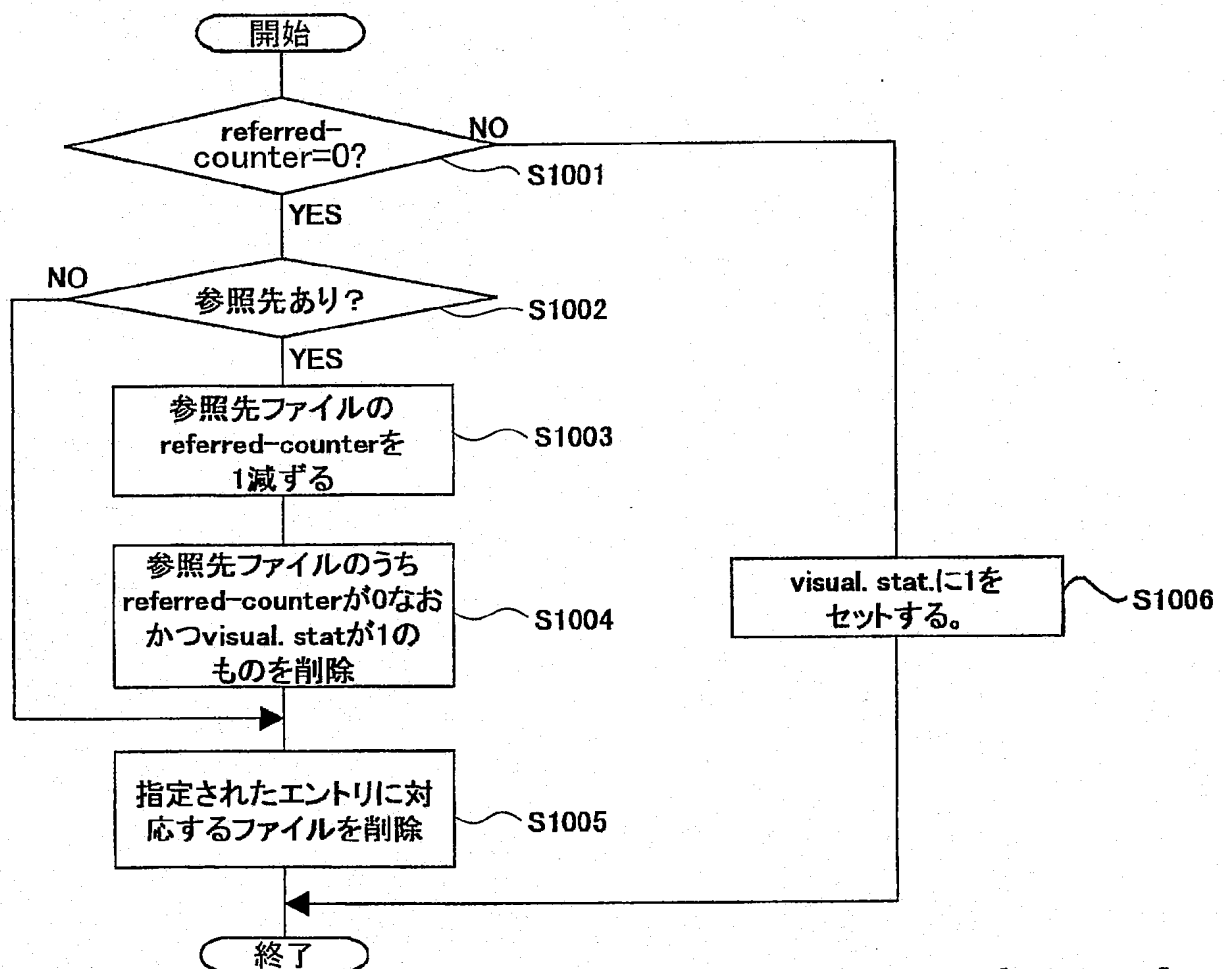 開始
referred-
counter=0?
NO
S1001
YES
NO
参照先あり？
S1002
YES
参照先ファイルの
referred-counterを
1減ずる
S1003
参照先ファイルのうち
referred-counterが0なお
かつvisual. statが1の
ものを削除
S1004
visual. stat.に1を
セットする。
S1006
指定されたエントリに対
応するファイルを削除
S1005
終了